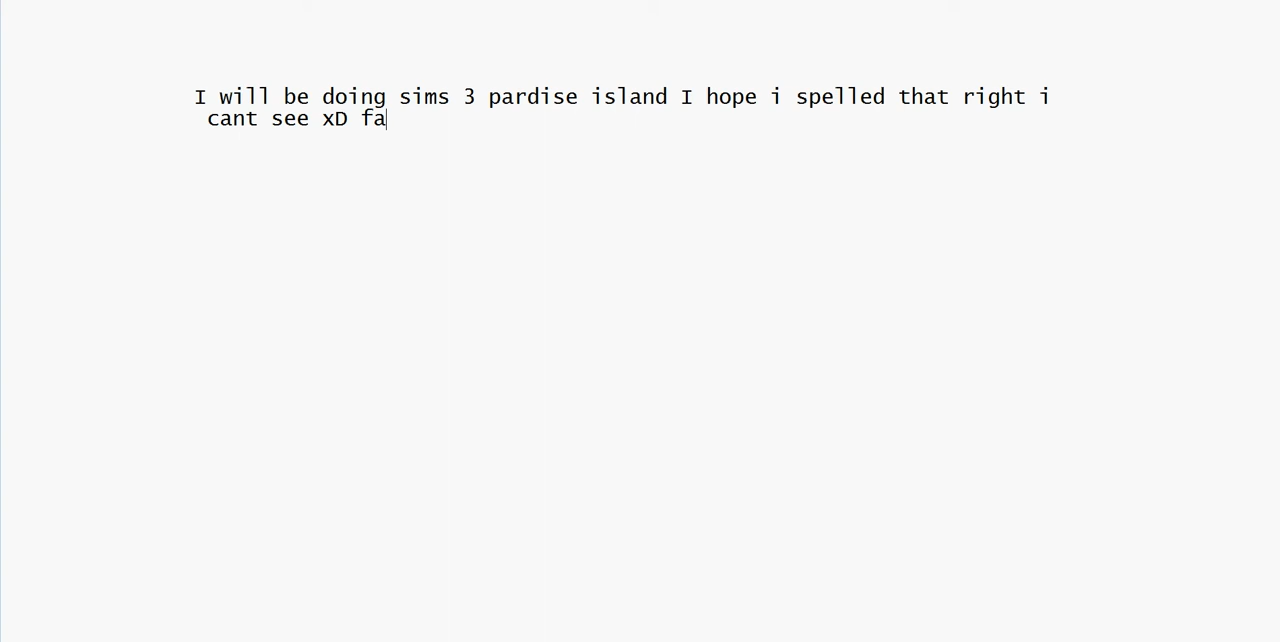 I will be doing sims 3 pardise island I hope i spelled that right i
cant see xD fa